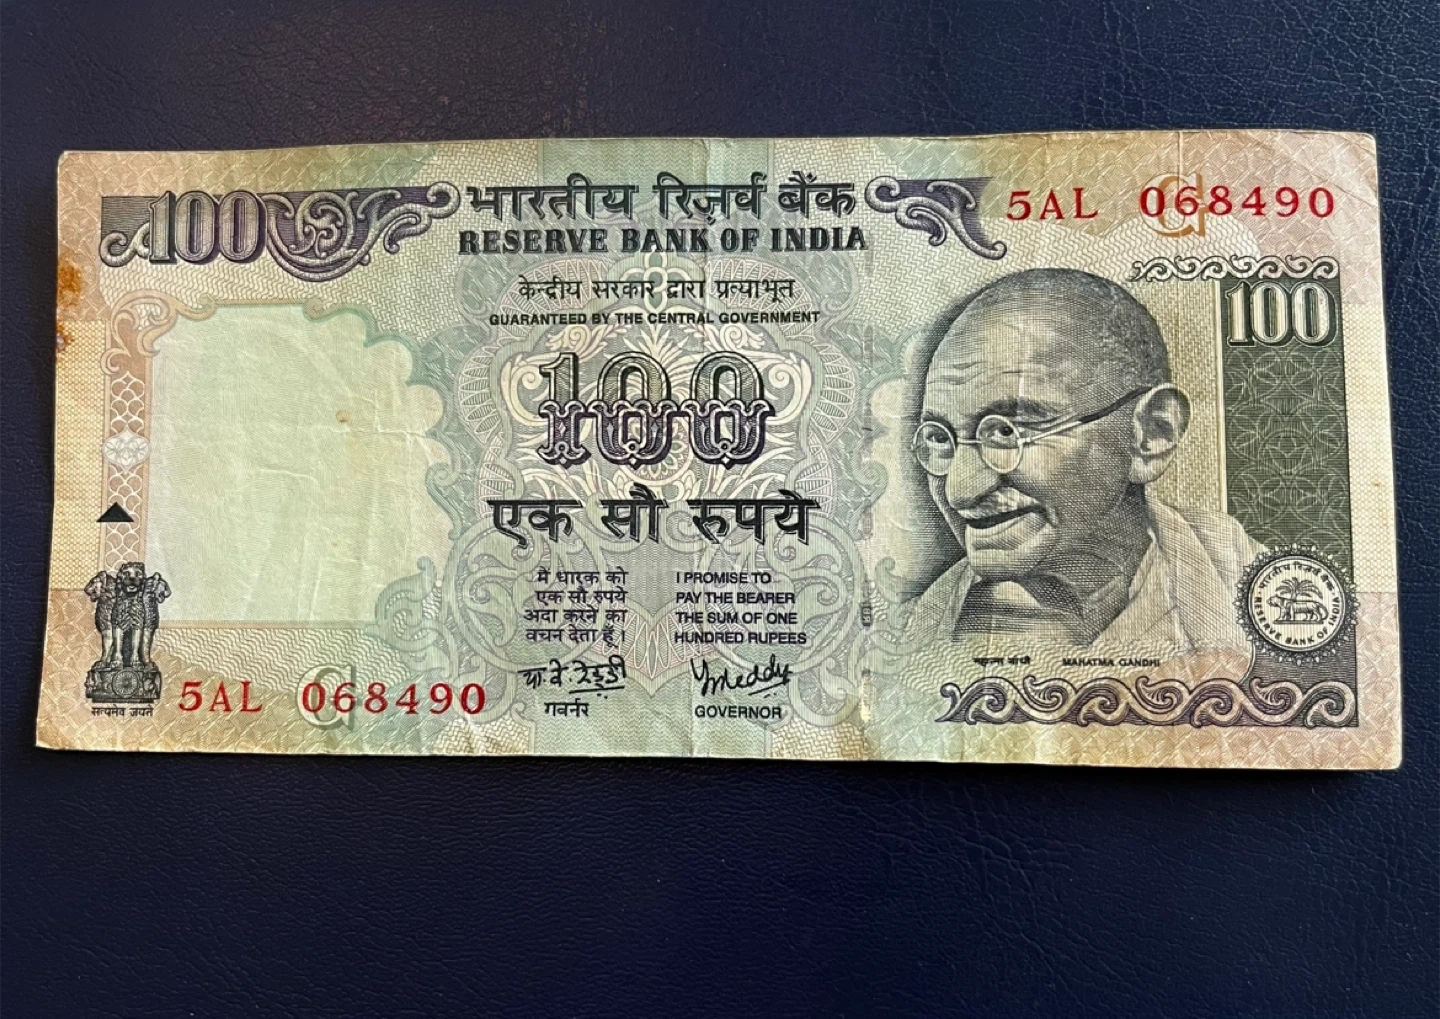 100
भारतीय रिज़र्व बैंक
RESERVE BANK OF INDIA
5AL 068490
केन्द्रीय सरकार द्वारा प्रत्याभूत
GUARANTEED BY THE CENTRAL GOVERNMENT
100
100
एक सौ रुपये
मैं धारक को
एक सौ रुपये
अदा करने का
वचन देता हूँ।
I PROMISE TO
PAY THE BEARER
THE SUM OF ONE
HUNDRED RUPEES
गवर्नर
GOVERNOR
महात्मा गांधी MAHATMA GANDHI
भारतीय रिज़र्व बैंक
RESERVE BANK OF INDIA
सत्यमेव जयते
5AL 068490
G
G